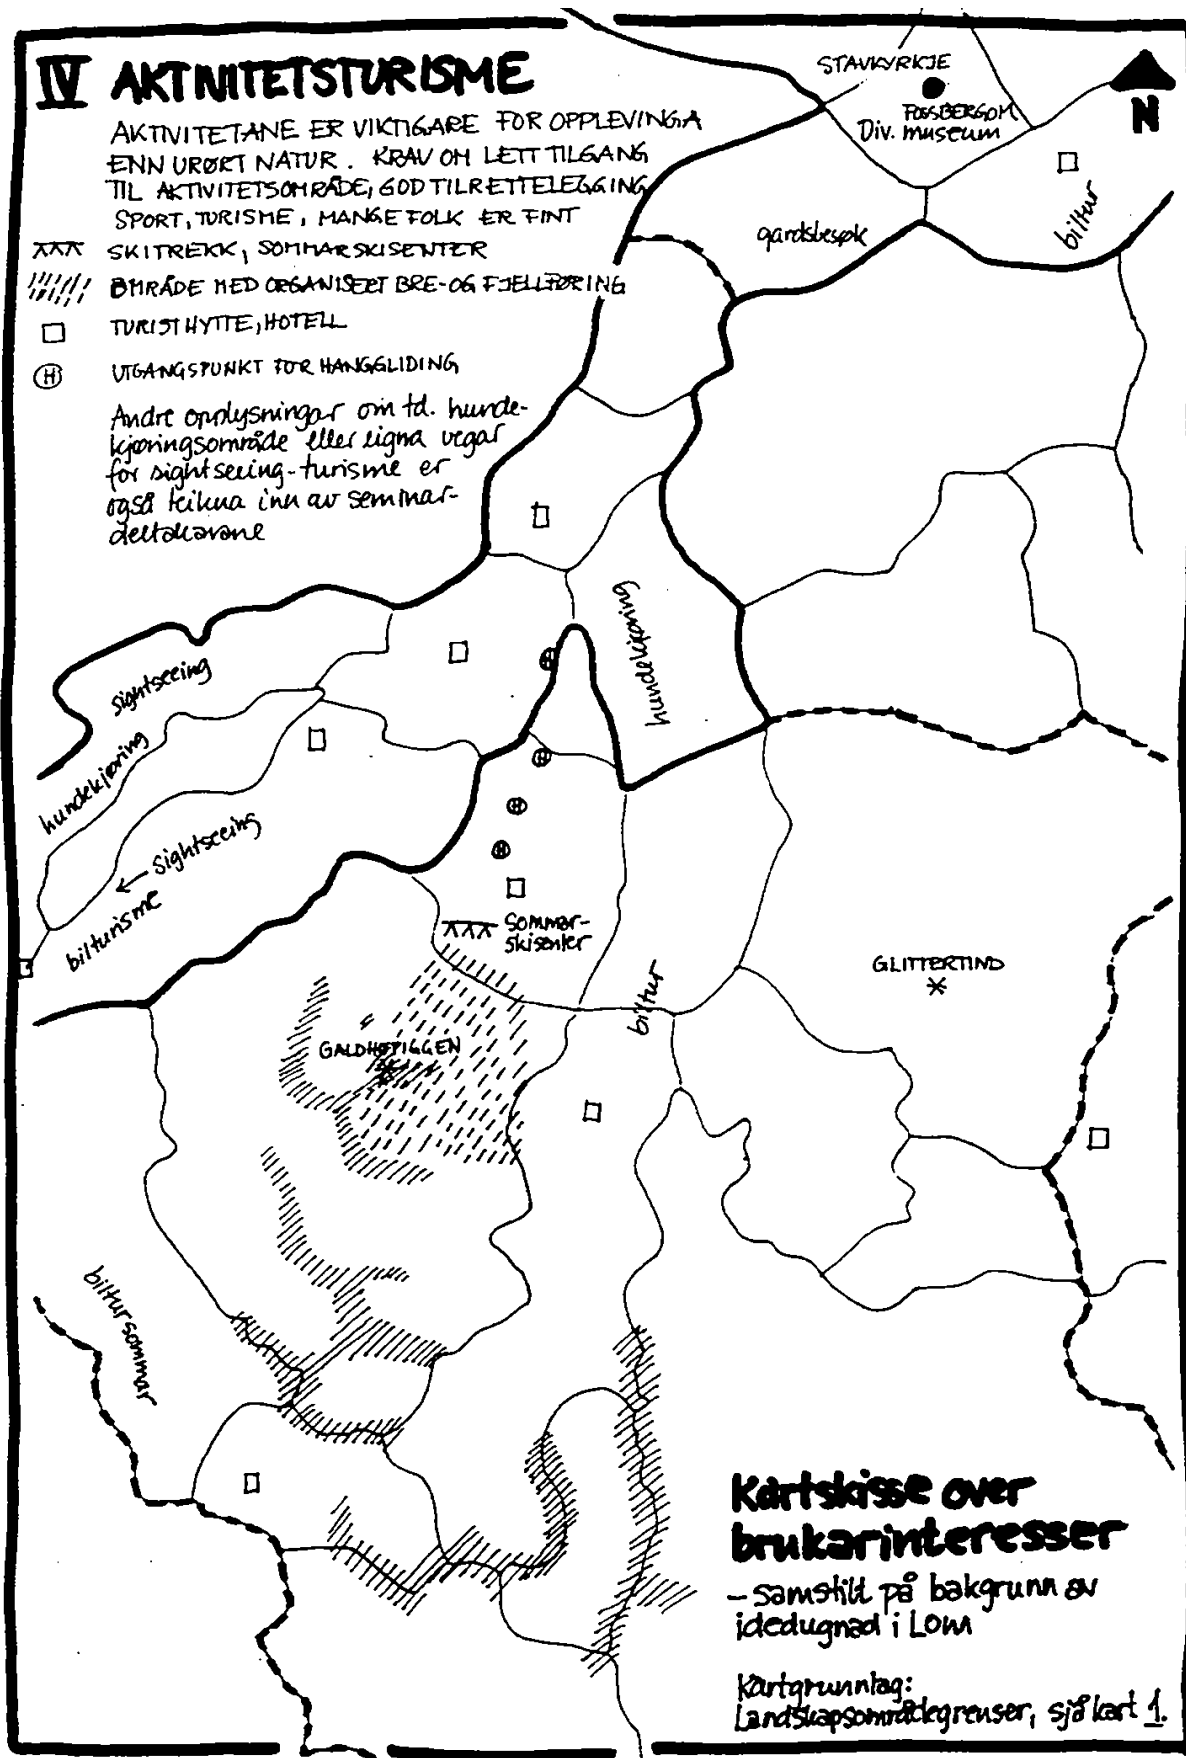 IV AKTIVITETSTURISME
AKTIVITETANE ER VIKTIGARE FOR OPPLEVINGA
ENN URØRT NATUR. KRAV OM LETT TILGANG
TIL AKTIVITETSOMRÅDE, GOD TILRETTELEGGING
SPORT, TURISME, MANGE FOLK ER FINT
SKITREKK, SOMMARSKISENTER
OMRÅDE MED ORGANISERT BRE-OG FJELLFØRING
TURISTHYTTE, HOTELL
H UTGANGSPUNKT FOR HANGGLIDING
Andre opplysningar om td. hunde-
kjøringsområde eller eigna vegar
for sightseeing-turisme er
også teikna inn av seminar-
deltakarane
STAVKYRKJE
FOSSBERGOM
Div. museum
N
biltur
gardsbesøk
hundekjøring
sightseeing
hundekjøring
sightseeing
bilturisme
H
H
H
H
Sommar-
skisenter
biltur
GLITTERTIND
GALDHØPIGGEN
biltur sommar
Kartskisse over
brukarinteresser
– samstilt på bakgrunn av
idedugnad i Lom
Kartgrunnlag:
Landskapsområdegrenser, sjå kart 1.